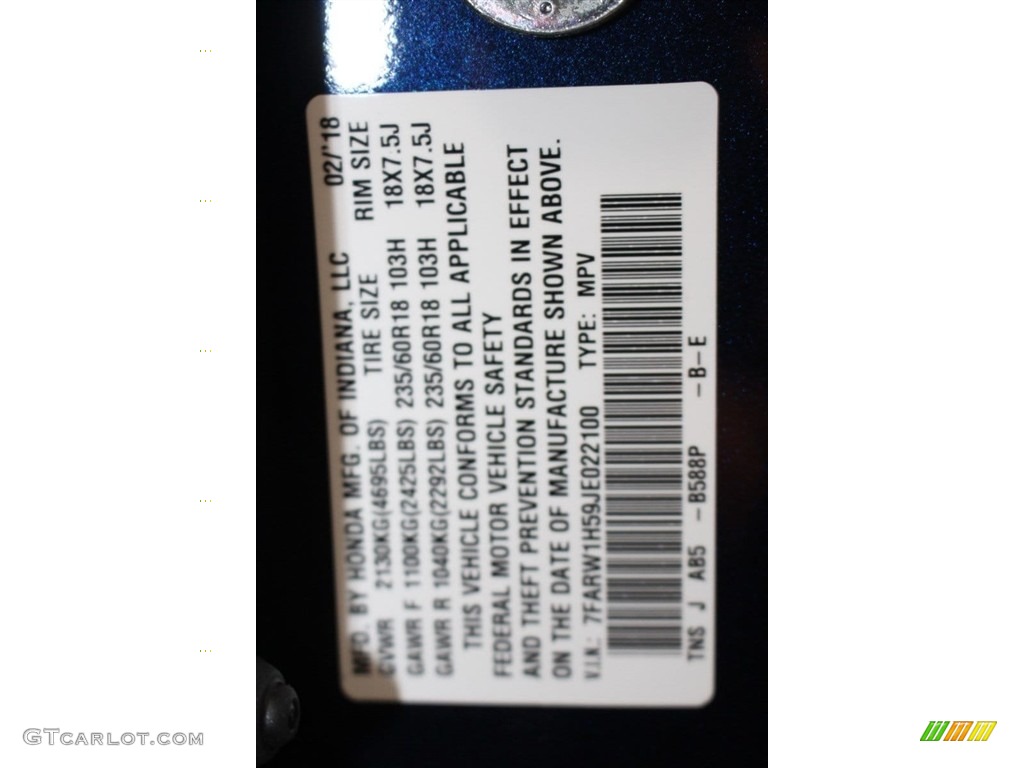 MFD. BY HONDA MFG. OF INDIANA, LLC 02/'18
GVWR 2130KG(4695LBS) TIRE SIZE RIM SIZE
GAWR F 1100KG(2425LBS) 235/60R18 103H 18X7.5J
GAWR R 1040KG(2292LBS) 235/60R18 103H 18X7.5J
THIS VEHICLE CONFORMS TO ALL APPLICABLE
FEDERAL MOTOR VEHICLE SAFETY
AND THEFT PREVENTION STANDARDS IN EFFECT
ON THE DATE OF MANUFACTURE SHOWN ABOVE.
V.I.N.: 7FARW1H59JE022100 TYPE: MPV
TNS J AB5 -B588P -B-E
GTCARLOT.COM